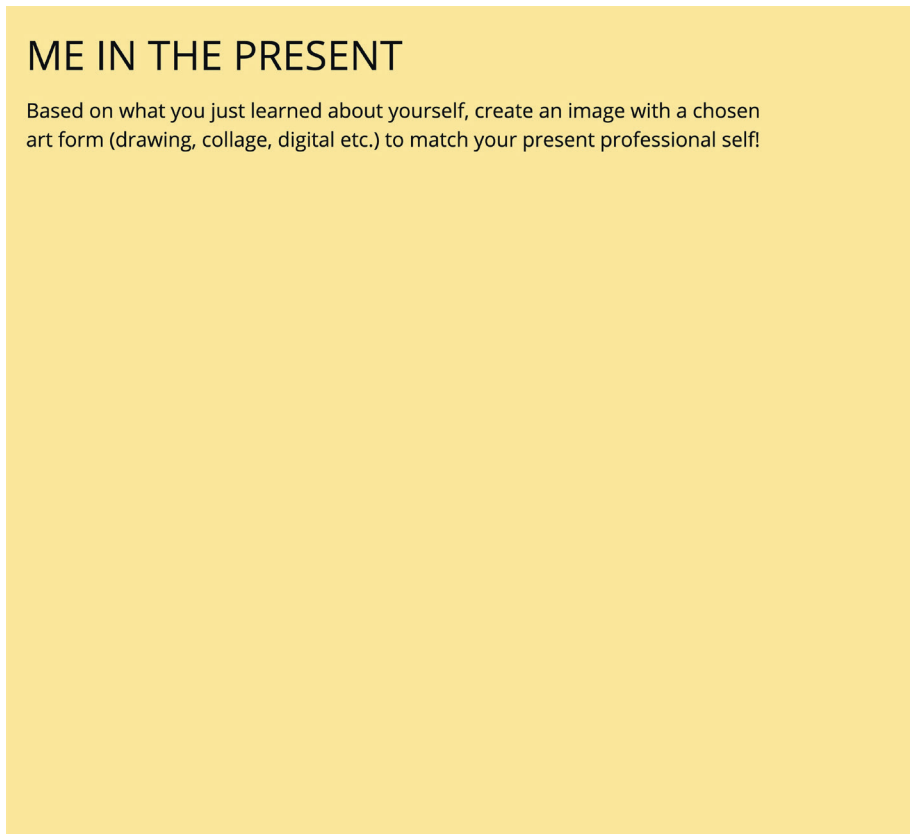 ME IN THE PRESENT
Based on what you just learned about yourself, create an image with a chosen
art form (drawing, collage, digital etc.) to match your present professional self!